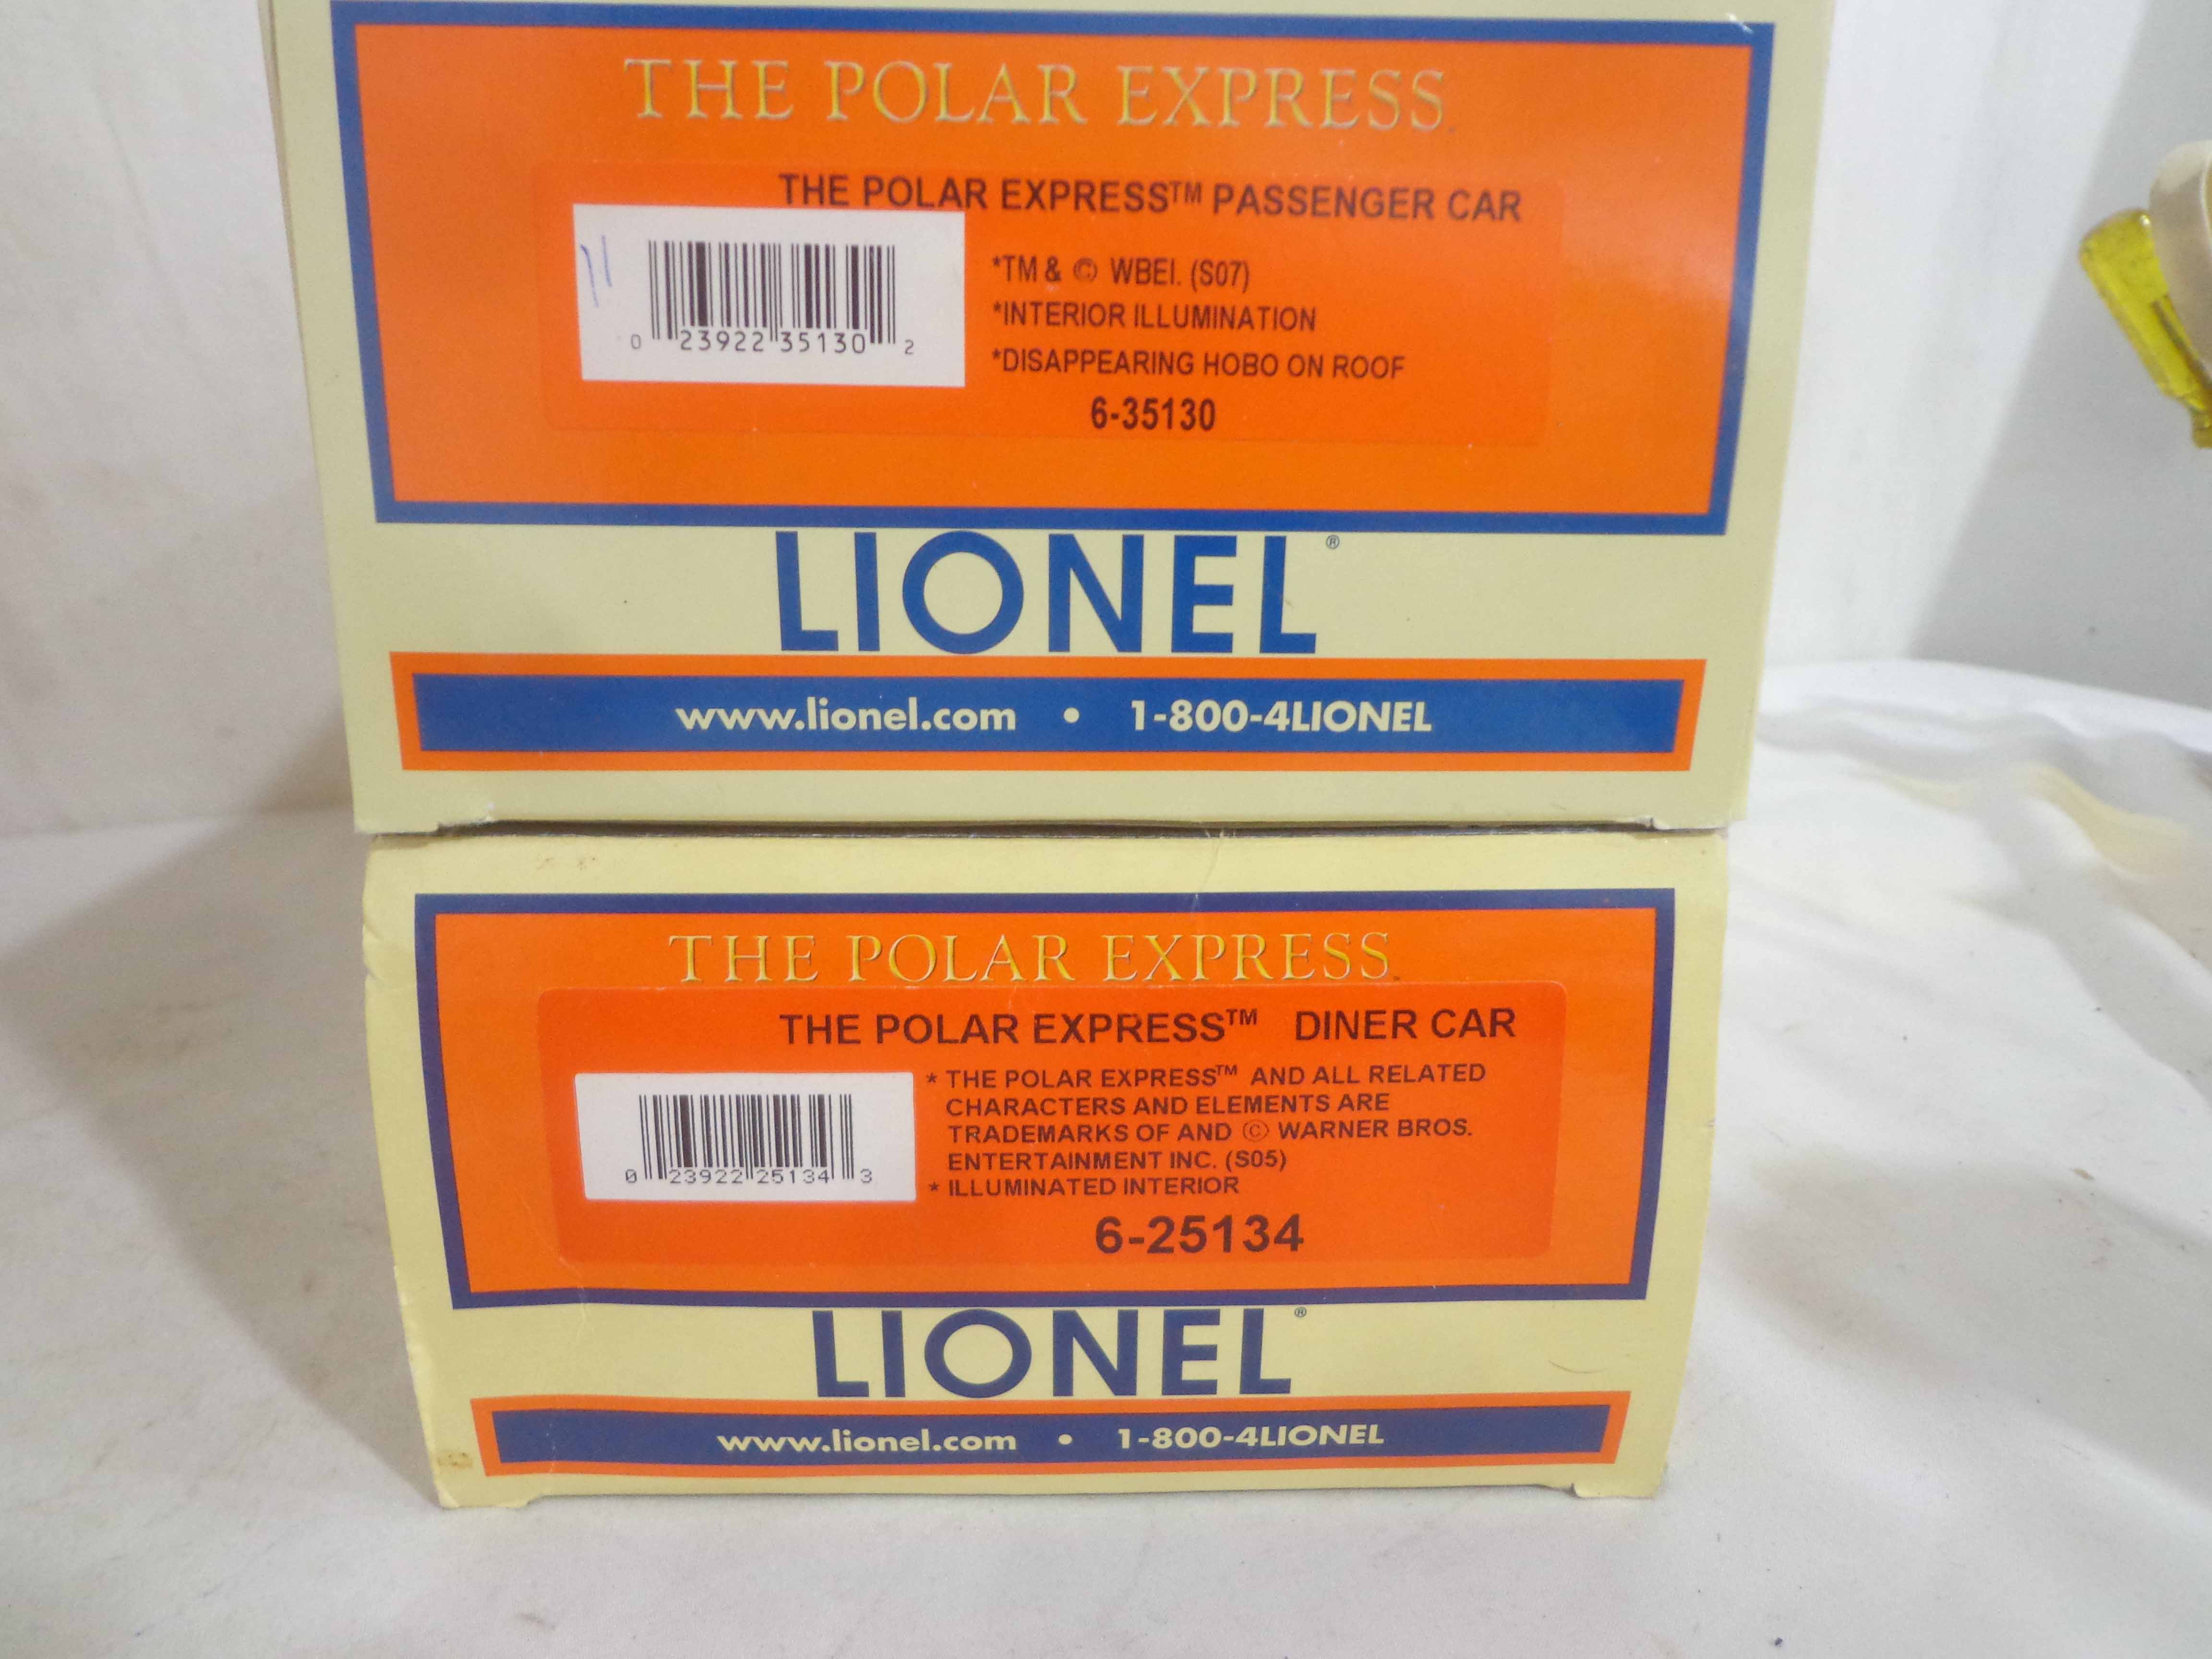 THE POLAR EXPRESS
THE POLAR EXPRESS™ PASSENGER CAR
*TM & © WBEI. (S07)
*INTERIOR ILLUMINATION
*DISAPPEARING HOBO ON ROOF
0 23922 35130 2
6-35130
LIONEL®
www.lionel.com • 1-800-4LIONEL
THE POLAR EXPRESS™
THE POLAR EXPRESS™ DINER CAR
* THE POLAR EXPRESS™ AND ALL RELATED
CHARACTERS AND ELEMENTS ARE
TRADEMARKS OF AND © WARNER BROS.
ENTERTAINMENT INC. (S05)
* ILLUMINATED INTERIOR
0 23922 25134 3
6-25134
LIONEL®
www.lionel.com • 1-800-4LIONEL